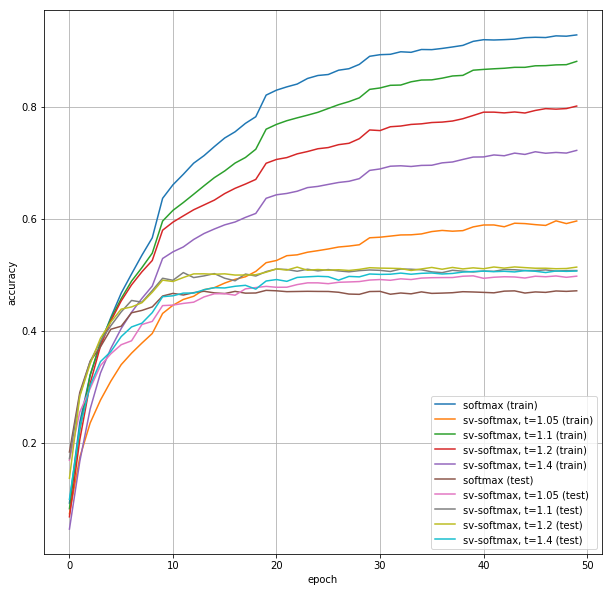 accuracy
0.8
0.6
0.4
0.2
0
10
20
30
40
50
epoch
softmax (train)
sv-softmax, t=1.05 (train)
sv-softmax, t=1.1 (train)
sv-softmax, t=1.2 (train)
sv-softmax, t=1.4 (train)
softmax (test)
sv-softmax, t=1.05 (test)
sv-softmax, t=1.1 (test)
sv-softmax, t=1.2 (test)
sv-softmax, t=1.4 (test)